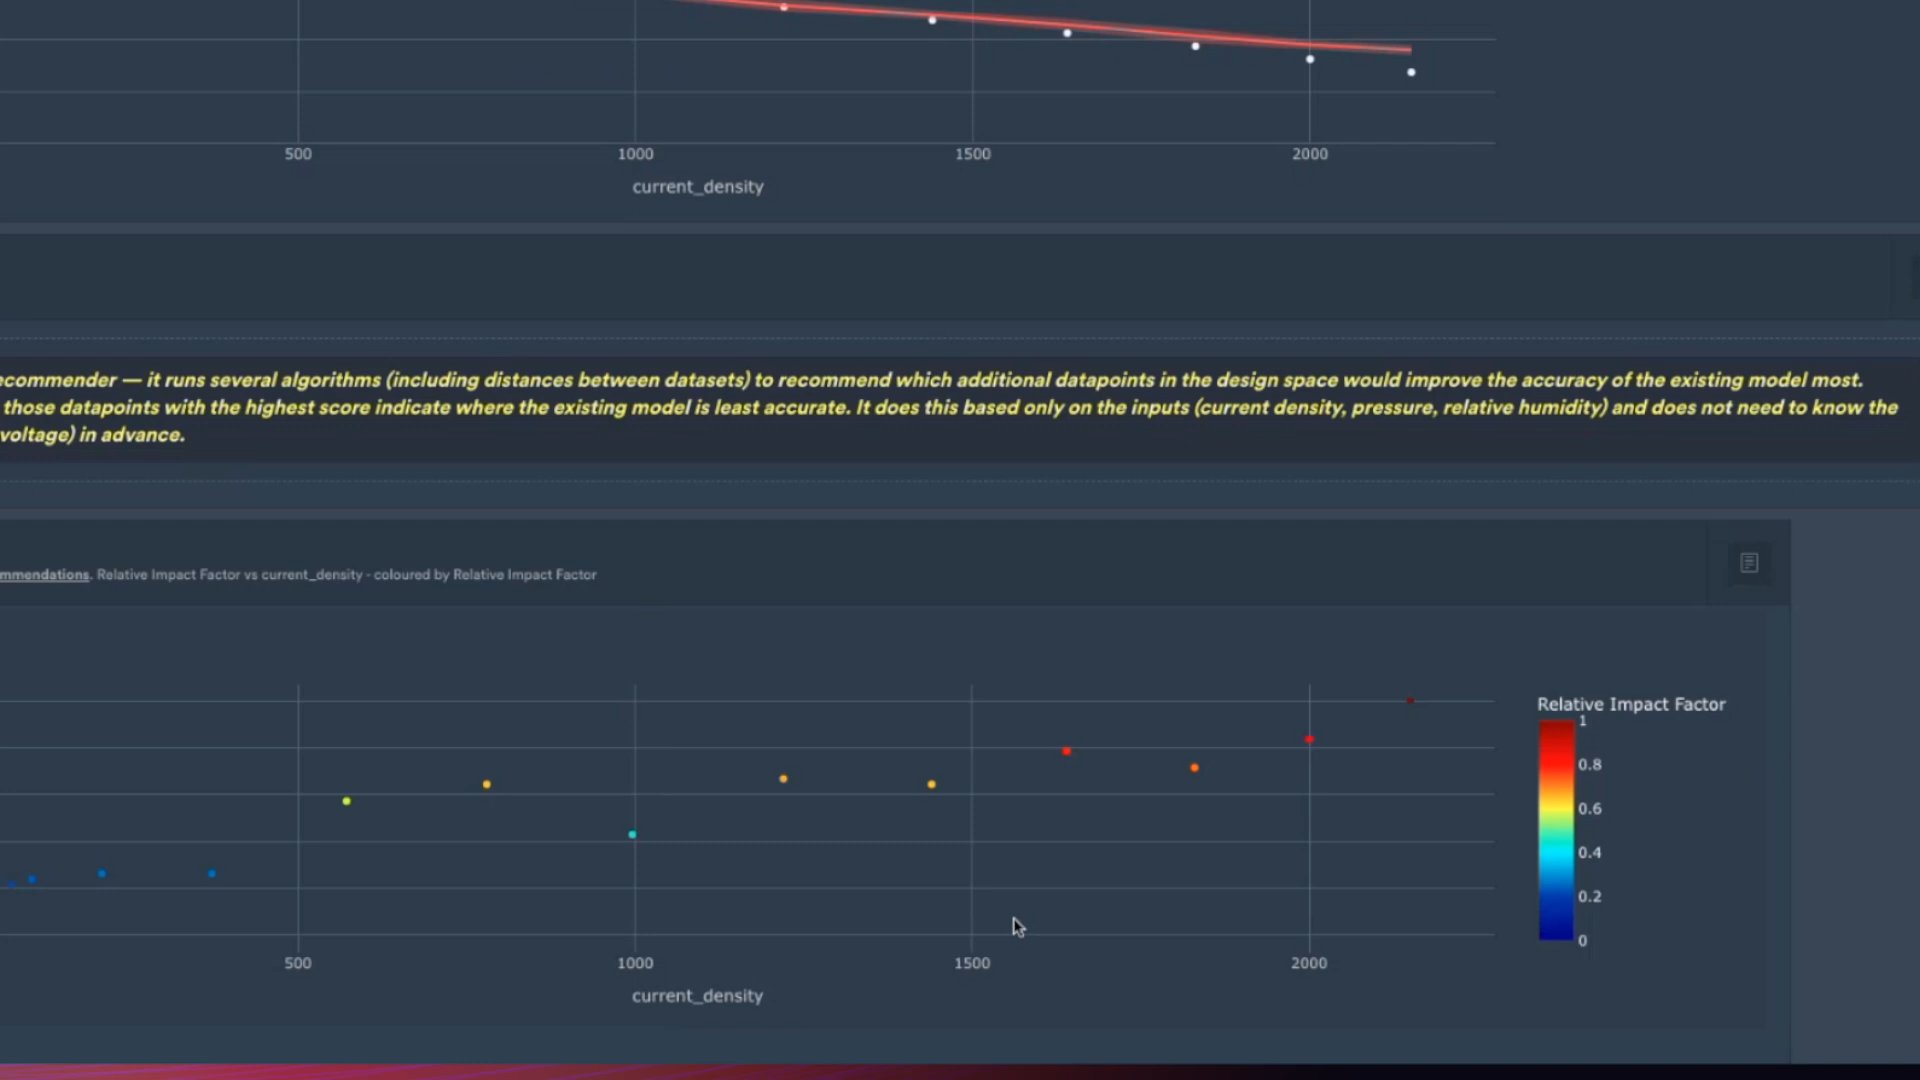 500 1000 1500 2000
current_density
ecommender — it runs several algorithms (including distances between datasets) to recommend which additional datapoints in the design space would improve the accuracy of the existing model most.
those datapoints with the highest score indicate where the existing model is least accurate. It does this based only on the inputs (current density, pressure, relative humidity) and does not need to know the
voltage) in advance.
mmendations. Relative Impact Factor vs current_density - coloured by Relative Impact Factor
Relative Impact Factor
1
0.8
0.6
0.4
0.2
0
500 1000 1500 2000
current_density